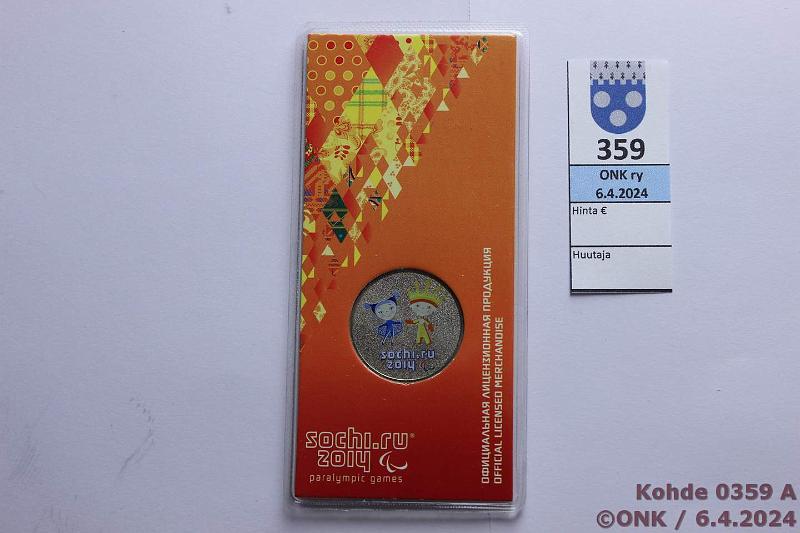 sochi.ru
2014
sochi.ru®
2014
paralympic games
ОФИЦИАЛЬНАЯ ЛИЦЕНЗИОННАЯ ПРОДУКЦИЯ
OFFICIAL LICENSED MERCHANDISE
359
ONK ry
6.4.2024
Hinta €
Huutaja
Kohde 0359 A
©ONK / 6.4.2024